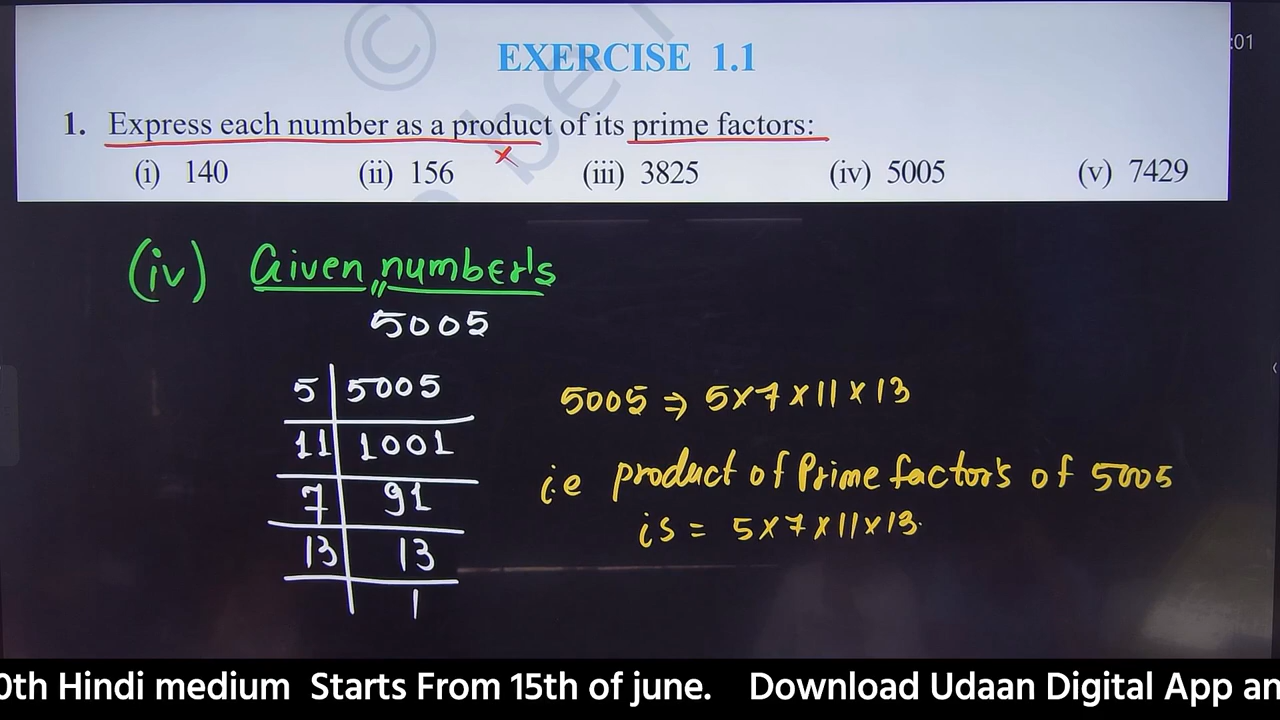 :01
EXERCISE 1.1
1. Express each number as a product of its prime factors:
(i) 140 (ii) 156 (iii) 3825 (iv) 5005 (v) 7429
(iv) Given,, number's
5005
5 | 5005
11 | 1001
7 | 91
13 | 13
1
5005 ⇒ 5×7×11×13
i.e product of Prime factor's of 5005
is = 5×7×11×13.
0th Hindi medium Starts From 15th of june. Download Udaan Digital App an